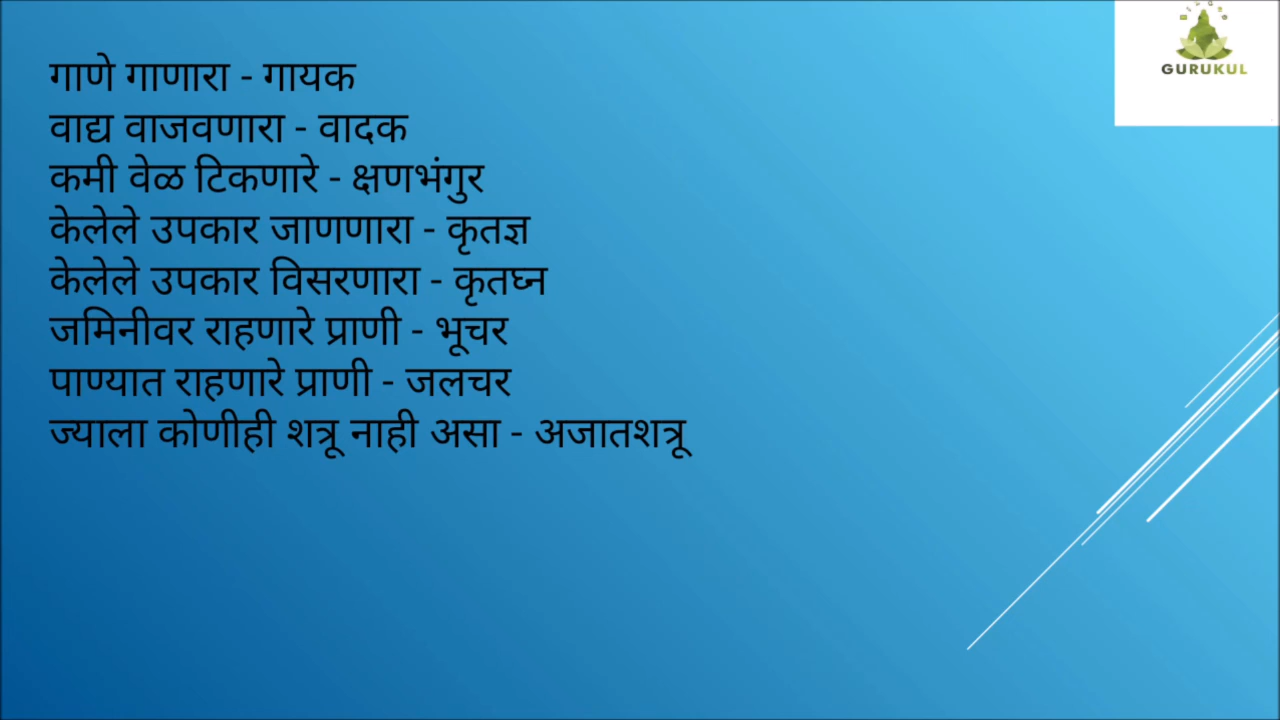 गाणे गाणारा - गायक
वाद्य वाजवणारा - वादक
कमी वेळ टिकणारे - क्षणभंगुर
केलेले उपकार जाणणारा - कृतज्ञ
केलेले उपकार विसरणारा - कृतघ्न
जमिनीवर राहणारे प्राणी - भूचर
पाण्यात राहणारे प्राणी - जलचर
ज्याला कोणीही शत्रू नाही असा - अजातशत्रू
GURUKUL